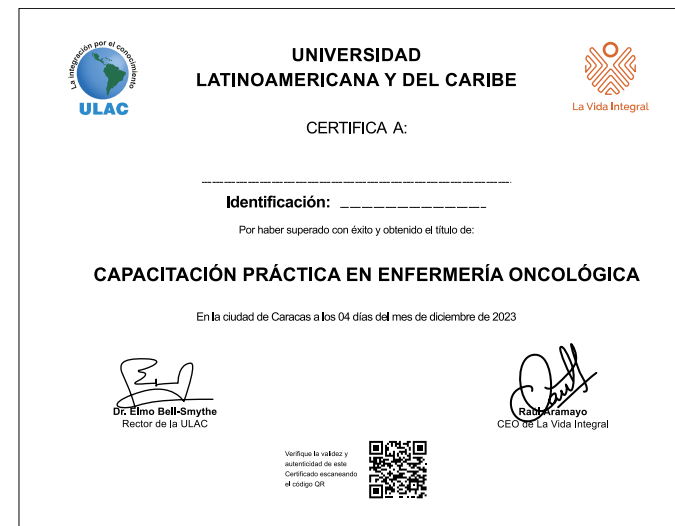 La integración por el conocimiento
ULAC
UNIVERSIDAD
LATINOAMERICANA Y DEL CARIBE
La Vida Integral
CERTIFICA A:
Identificación:
Por haber superado con éxito y obtenido el título de:
CAPACITACIÓN PRÁCTICA EN ENFERMERÍA ONCOLÓGICA
En la ciudad de Caracas a los 04 días del mes de diciembre de 2023
Dr. Elmo Bell-Smythe
Rector de la ULAC
Raúl Aramayo
CEO de La Vida Integral
Verifique la validez y
autenticidad de este
Certificado escaneando
el código QR